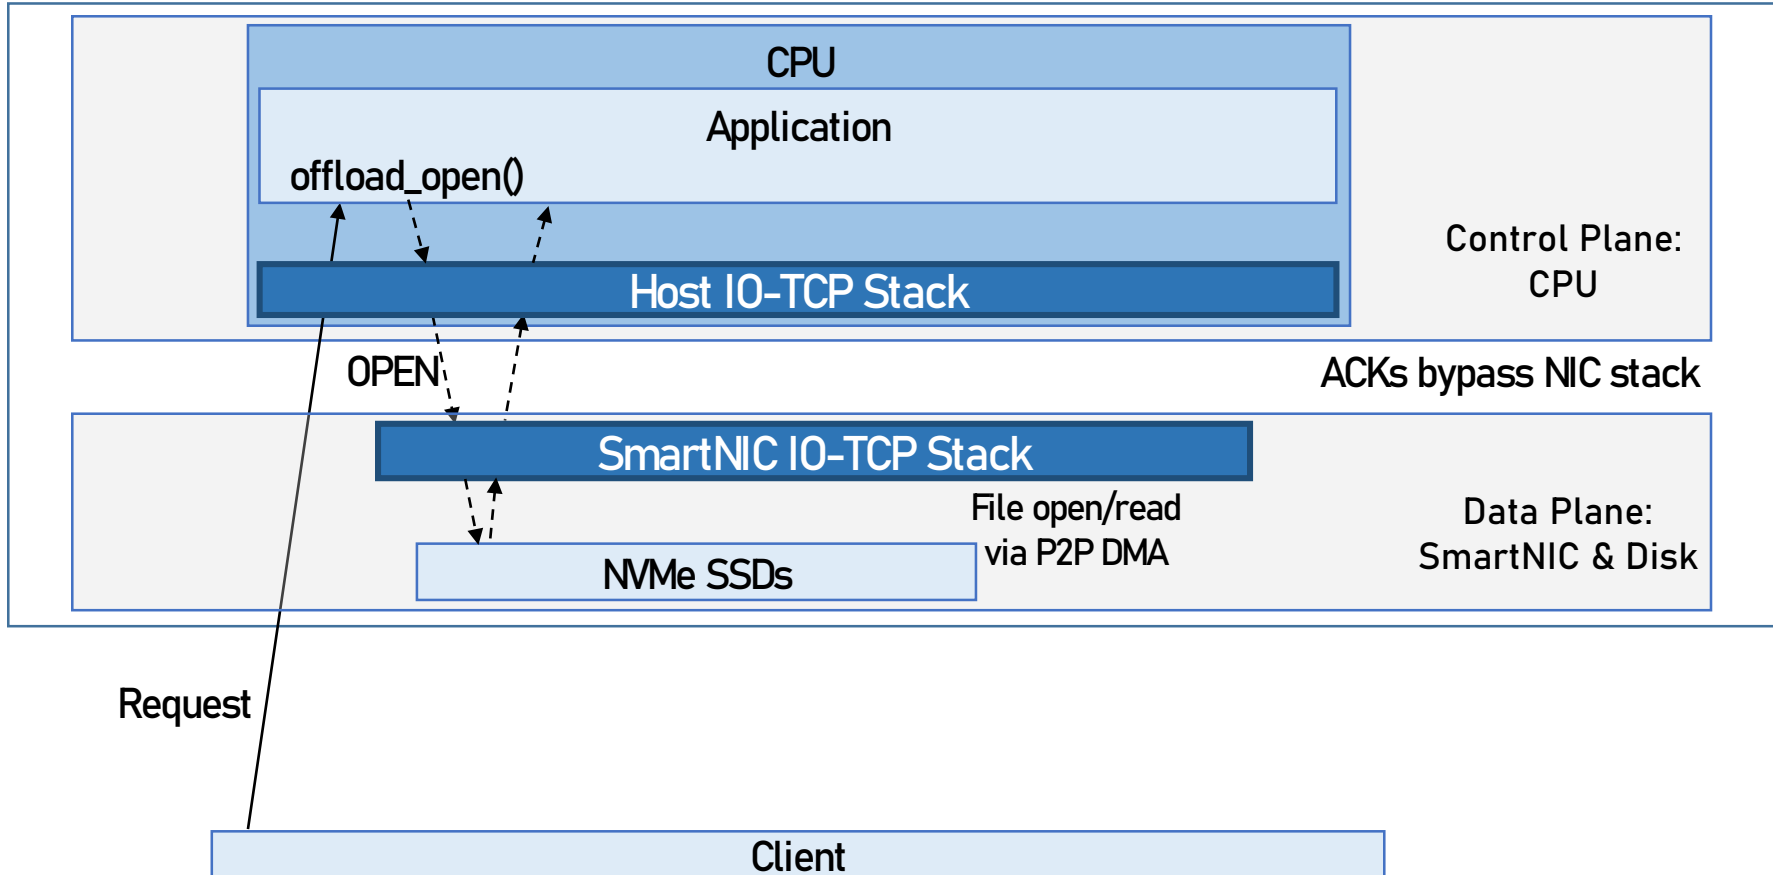 CPU
Application
offload_open()
Control Plane:
CPU
Host IO-TCP Stack
OPEN
ACKs bypass NIC stack
SmartNIC IO-TCP Stack
File open/read
via P2P DMA
Data Plane:
SmartNIC & Disk
NVMe SSDs
Request
Client